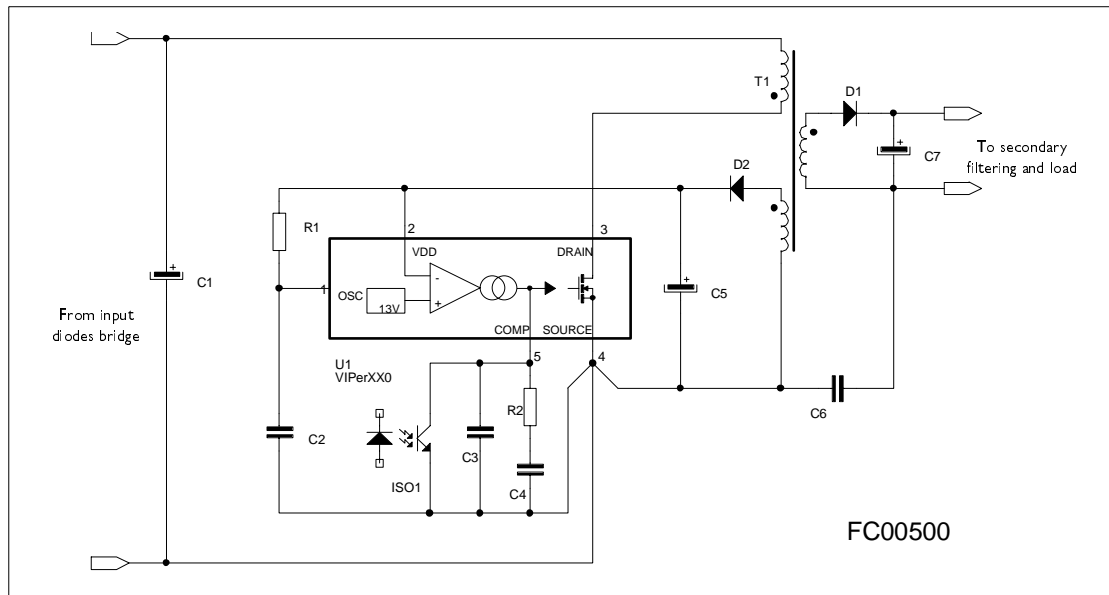 T1
D1
+
C7
To secondary
filtering and load
D2
R1
2
3
VDD
DRAIN
+
C1
1
OSC
13V
-
+
+
C5
From input
diodes bridge
COMP SOURCE
U1
VIPerXX0
5
4
R2
C6
C2
ISO1
C3
C4
FC00500